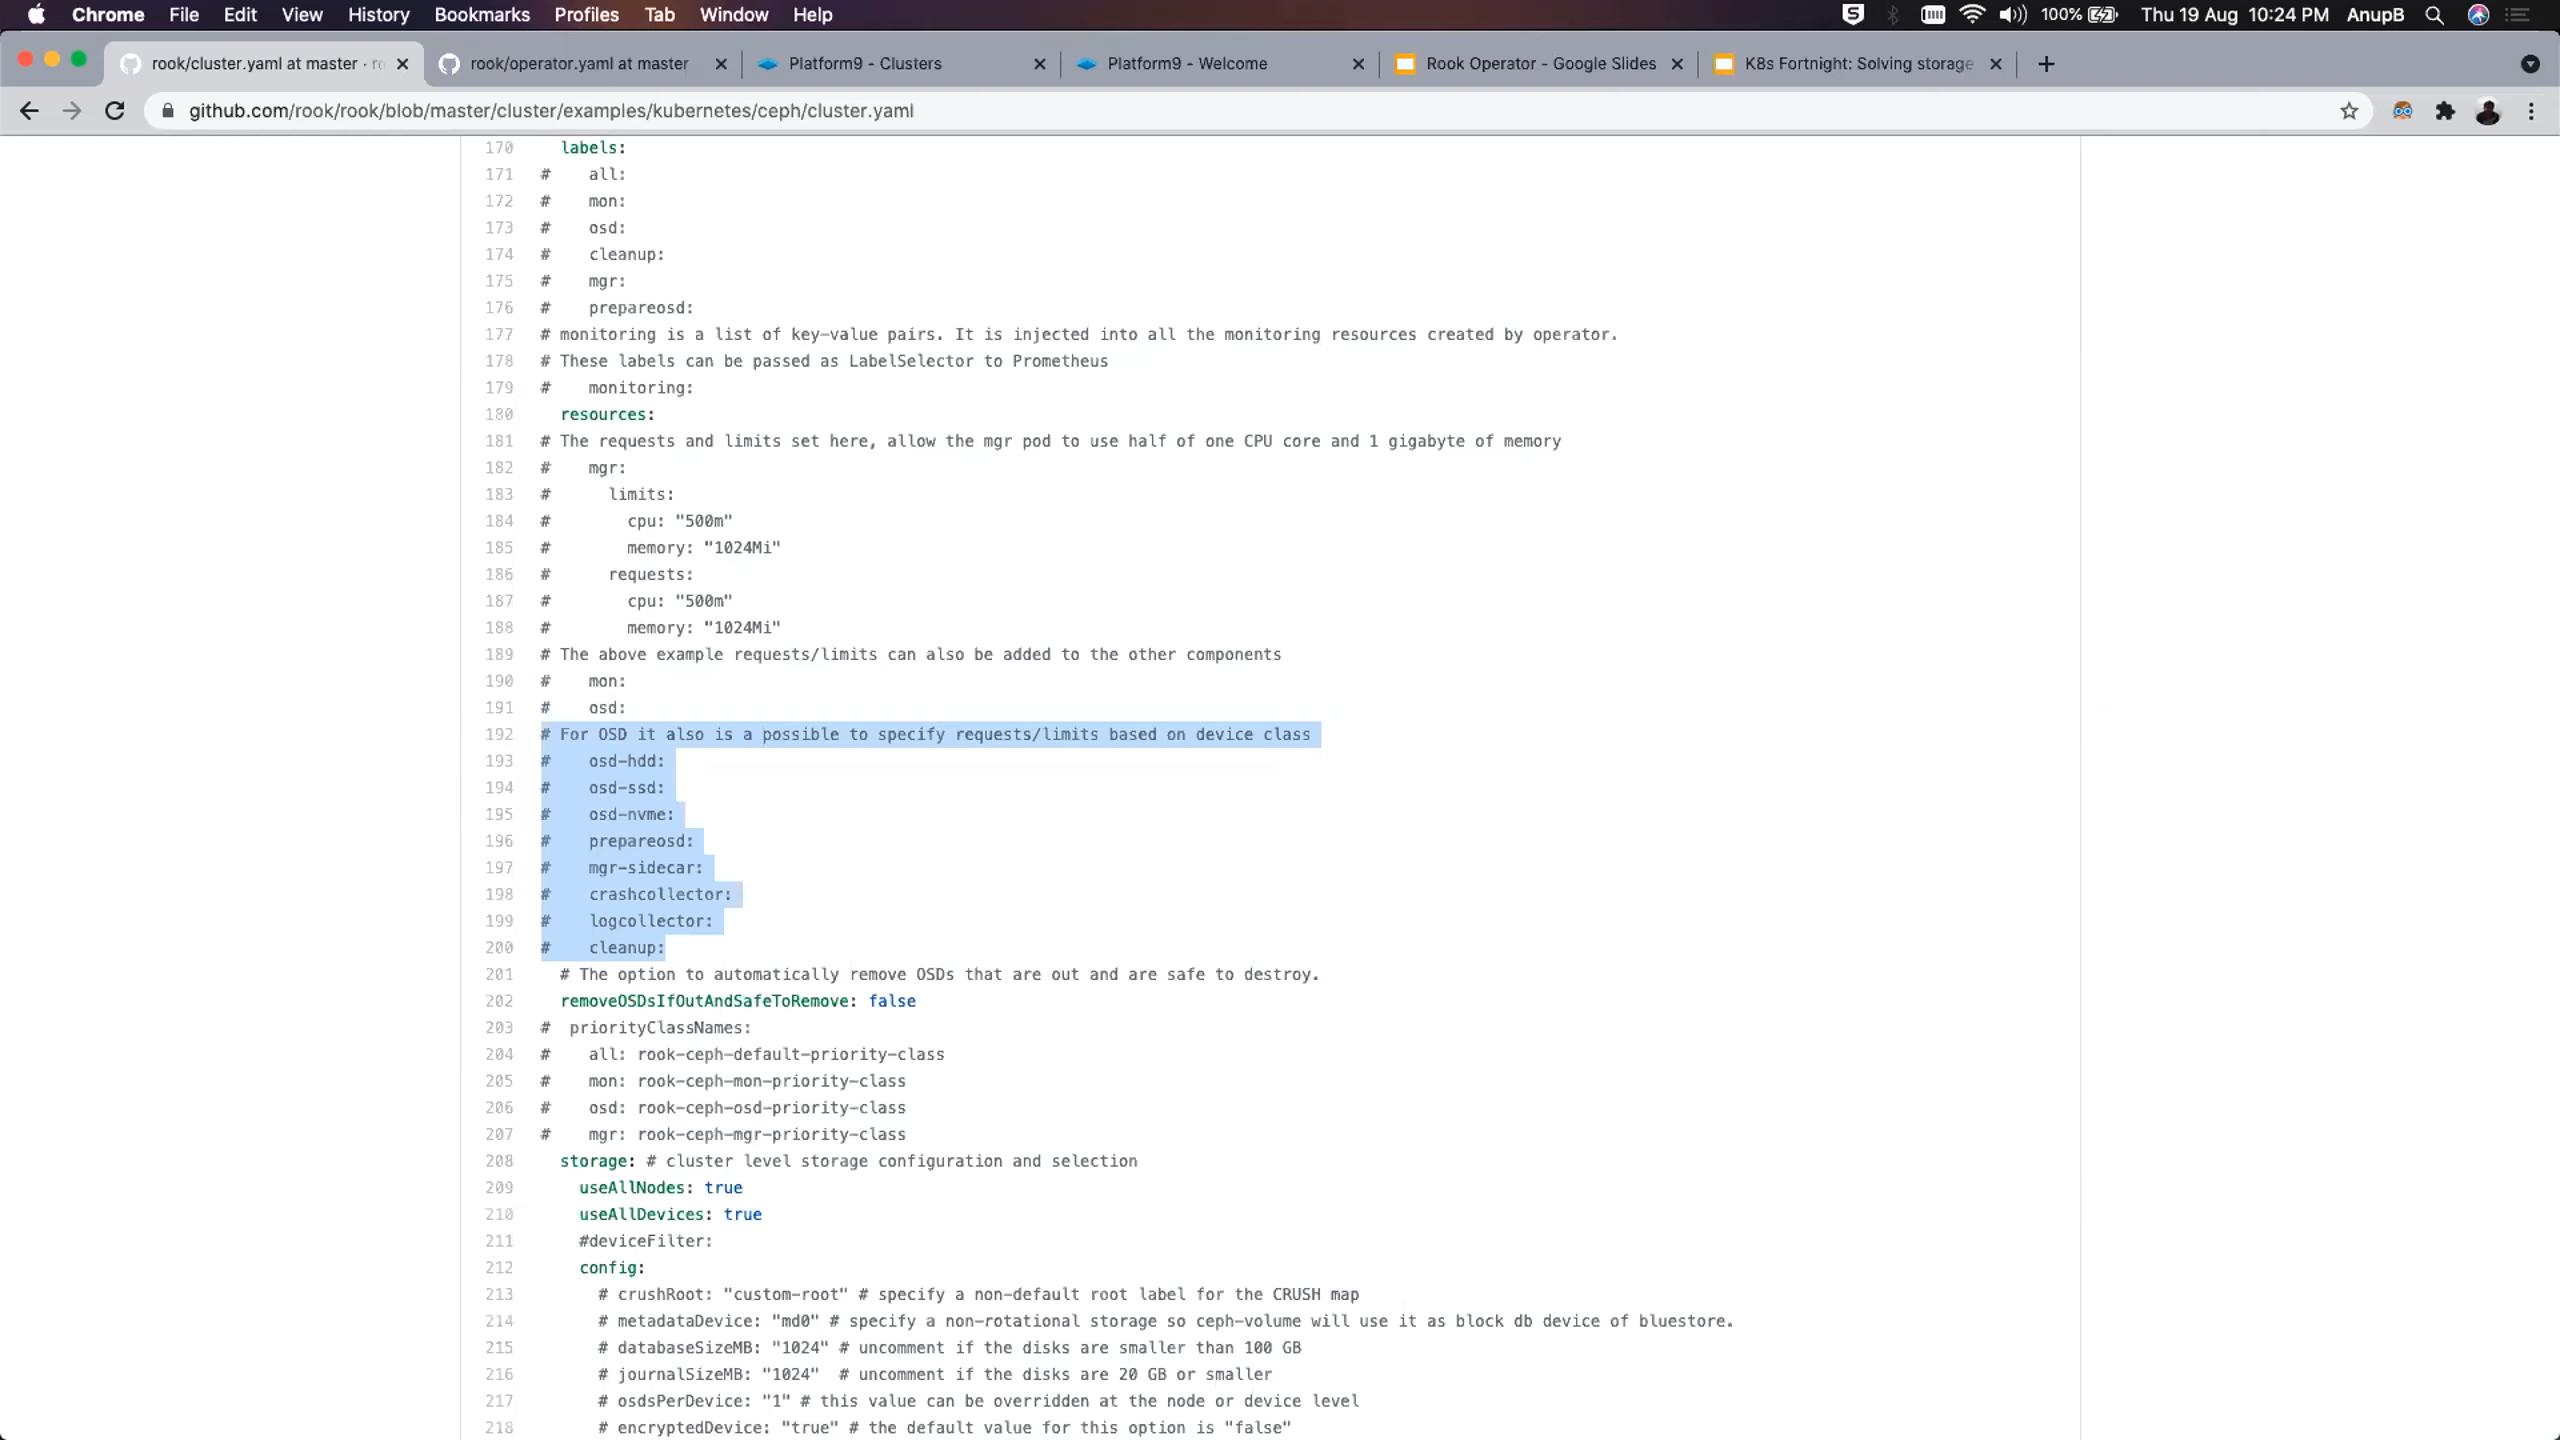 Chrome File Edit View History Bookmarks Profiles Tab Window Help 100% Thu 19 Aug 10:24 PM AnupB
rook/cluster.yaml at master · ro rook/operator.yaml at master Platform9 - Clusters Platform9 - Welcome Rook Operator - Google Slides K8s Fortnight: Solving storage
github.com/rook/rook/blob/master/cluster/examples/kubernetes/ceph/cluster.yaml
170 labels:
171 # all:
172 # mon:
173 # osd:
174 # cleanup:
175 # mgr:
176 # prepareosd:
177 # monitoring is a list of key-value pairs. It is injected into all the monitoring resources created by operator.
178 # These labels can be passed as LabelSelector to Prometheus
179 # monitoring:
180 resources:
181 # The requests and limits set here, allow the mgr pod to use half of one CPU core and 1 gigabyte of memory
182 # mgr:
183 # limits:
184 # cpu: "500m"
185 # memory: "1024Mi"
186 # requests:
187 # cpu: "500m"
188 # memory: "1024Mi"
189 # The above example requests/limits can also be added to the other components
190 # mon:
191 # osd:
192 # For OSD it also is a possible to specify requests/limits based on device class
193 # osd-hdd:
194 # osd-ssd:
195 # osd-nvme:
196 # prepareosd:
197 # mgr-sidecar:
198 # crashcollector:
199 # logcollector:
200 # cleanup:
201 # The option to automatically remove OSDs that are out and are safe to destroy.
202 removeOSDsIfOutAndSafeToRemove: false
203 # priorityClassNames:
204 # all: rook-ceph-default-priority-class
205 # mon: rook-ceph-mon-priority-class
206 # osd: rook-ceph-osd-priority-class
207 # mgr: rook-ceph-mgr-priority-class
208 storage: # cluster level storage configuration and selection
209 useAllNodes: true
210 useAllDevices: true
211 #deviceFilter:
212 config:
213 # crushRoot: "custom-root" # specify a non-default root label for the CRUSH map
214 # metadataDevice: "md0" # specify a non-rotational storage so ceph-volume will use it as block db device of bluestore.
215 # databaseSizeMB: "1024" # uncomment if the disks are smaller than 100 GB
216 # journalSizeMB: "1024" # uncomment if the disks are 20 GB or smaller
217 # osdsPerDevice: "1" # this value can be overridden at the node or device level
218 # encryptedDevice: "true" # the default value for this option is "false"